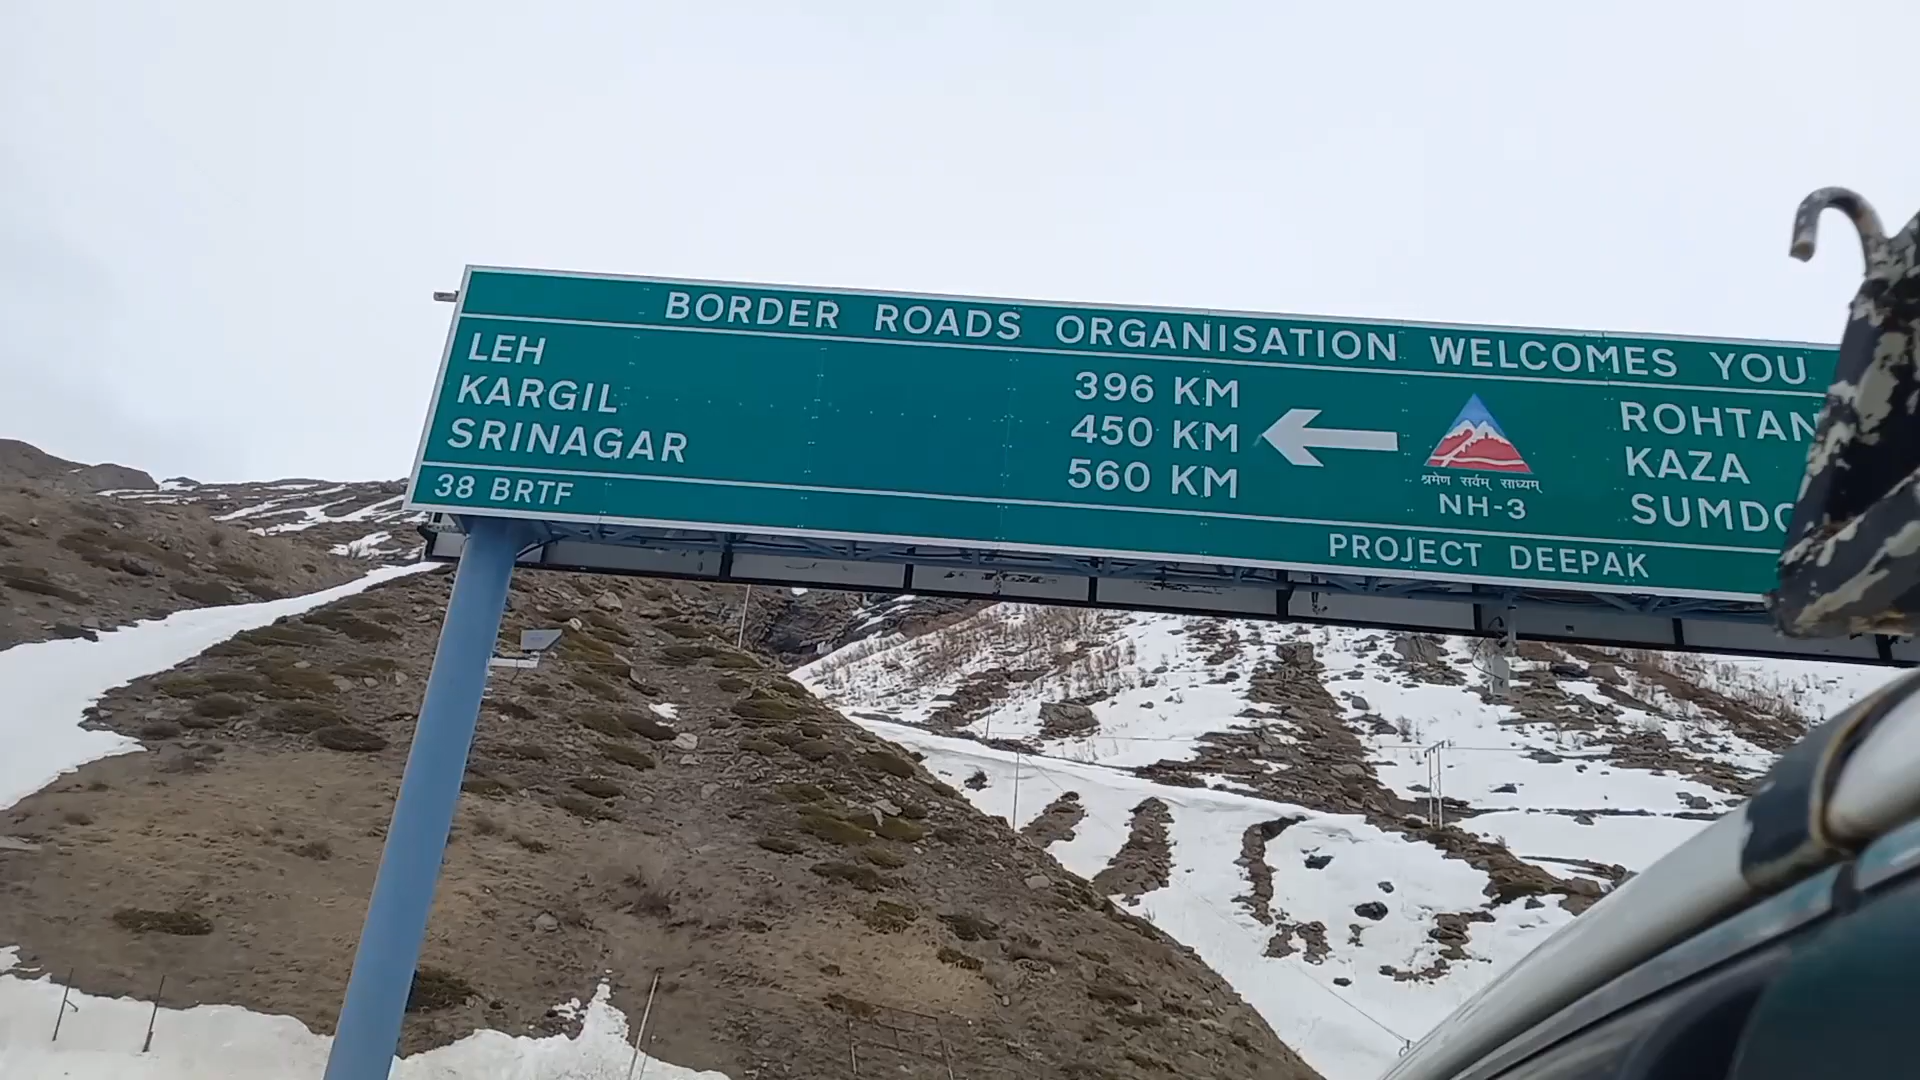 BORDER ROADS ORGANISATION WELCOMES YOU
LEH 396 KM
KARGIL 450 KM
SRINAGAR 560 KM
38 BRTF
श्रमेण सर्वम् साध्यम्
NH-3
KAZA
PROJECT DEEPAK